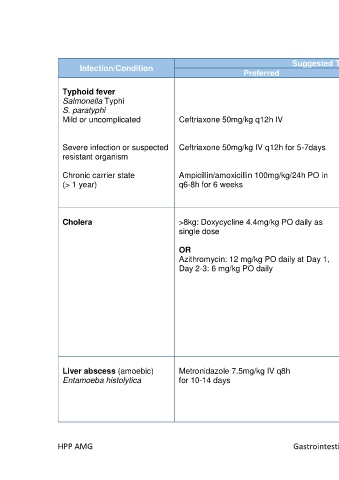 Infection/Condition
Suggested T
Preferred
Typhoid fever
Salmonella Typhi
S. paratyphi
Mild or uncomplicated
Ceftriaxone 50mg/kg q12h IV
Severe infection or suspected
resistant organism
Ceftriaxone 50mg/kg IV q12h for 5-7days
Chronic carrier state
(> 1 year)
Ampicillin/amoxicillin 100mg/kg/24h PO in
q6-8h for 6 weeks
Cholera
>8kg: Doxycycline 4.4mg/kg PO daily as
single dose
OR
Azithromycin: 12 mg/kg PO daily at Day 1,
Day 2-3: 6 mg/kg PO daily
Liver abscess (amoebic)
Entamoeba histolytica
Metronidazole 7.5mg/kg IV q8h
for 10-14 days
HPP AMG
Gastrointesti